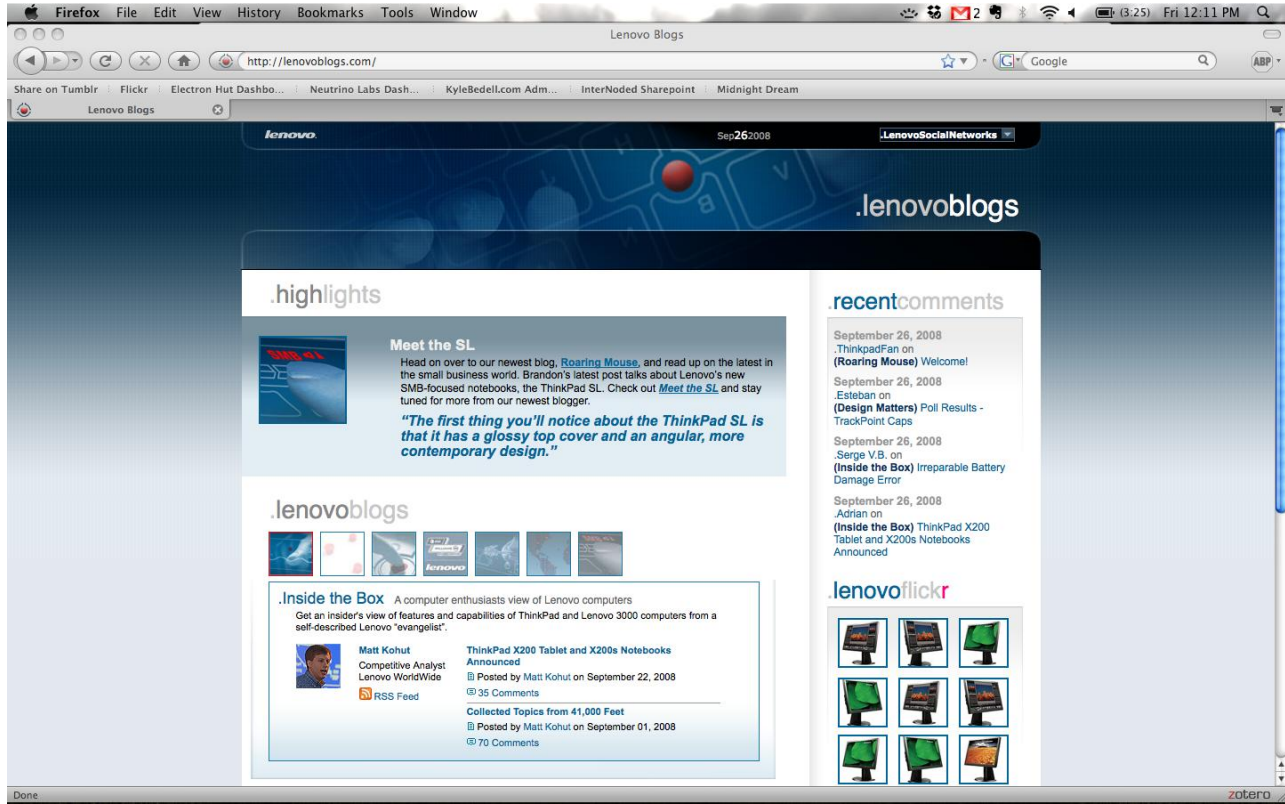 Firefox File Edit View History Bookmarks Tools Window 2 (3:25) Fri 12:11 PM
Lenovo Blogs
http://lenovoblogs.com/ Google ABP
Share on Tumblr Flickr Electron Hut Dashbo... Neutrino Labs Dash... KyleBedell.com Adm... InterNoded Sharepoint Midnight Dream
Lenovo Blogs
lenovo. Sep262008 .LenovoSocialNetworks
.lenovoblogs
.highlights
Meet the SL
Head on over to our newest blog, Roaring Mouse, and read up on the latest in
the small business world. Brandon's latest post talks about Lenovo's new
SMB-focused notebooks, the ThinkPad SL. Check out Meet the SL and stay
tuned for more from our newest blogger.
"The first thing you'll notice about the ThinkPad SL is
that it has a glossy top cover and an angular, more
contemporary design."
.lenovoblogs
lenovo
.Inside the Box A computer enthusiasts view of Lenovo computers
Get an insider's view of features and capabilities of ThinkPad and Lenovo 3000 computers from a
self-described Lenovo "evangelist".
Matt Kohut
Competitive Analyst
Lenovo WorldWide
RSS Feed
ThinkPad X200 Tablet and X200s Notebooks
Announced
Posted by Matt Kohut on September 22, 2008
35 Comments
Collected Topics from 41,000 Feet
Posted by Matt Kohut on September 01, 2008
70 Comments
.recentcomments
September 26, 2008
.ThinkpadFan on
(Roaring Mouse) Welcome!
September 26, 2008
.Esteban on
(Design Matters) Poll Results -
TrackPoint Caps
September 26, 2008
.Serge V.B. on
(Inside the Box) Irreparable Battery
Damage Error
September 26, 2008
.Adrian on
(Inside the Box) ThinkPad X200
Tablet and X200s Notebooks
Announced
.lenovoflickr
Done zotero